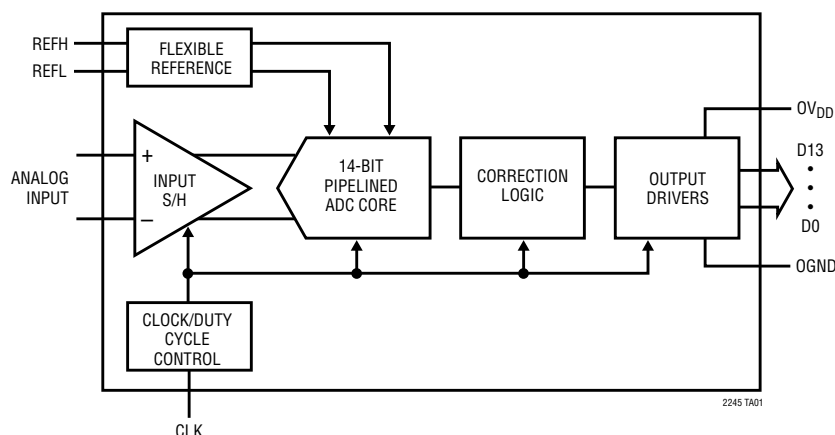 REFH
REFL
FLEXIBLE
REFERENCE
OVDD
D13
•
•
•
D0
ANALOG
INPUT
+
INPUT
S/H
−
14-BIT
PIPELINED
ADC CORE
CORRECTION
LOGIC
OUTPUT
DRIVERS
OGND
CLOCK/DUTY
CYCLE
CONTROL
2245 TA01
CLK